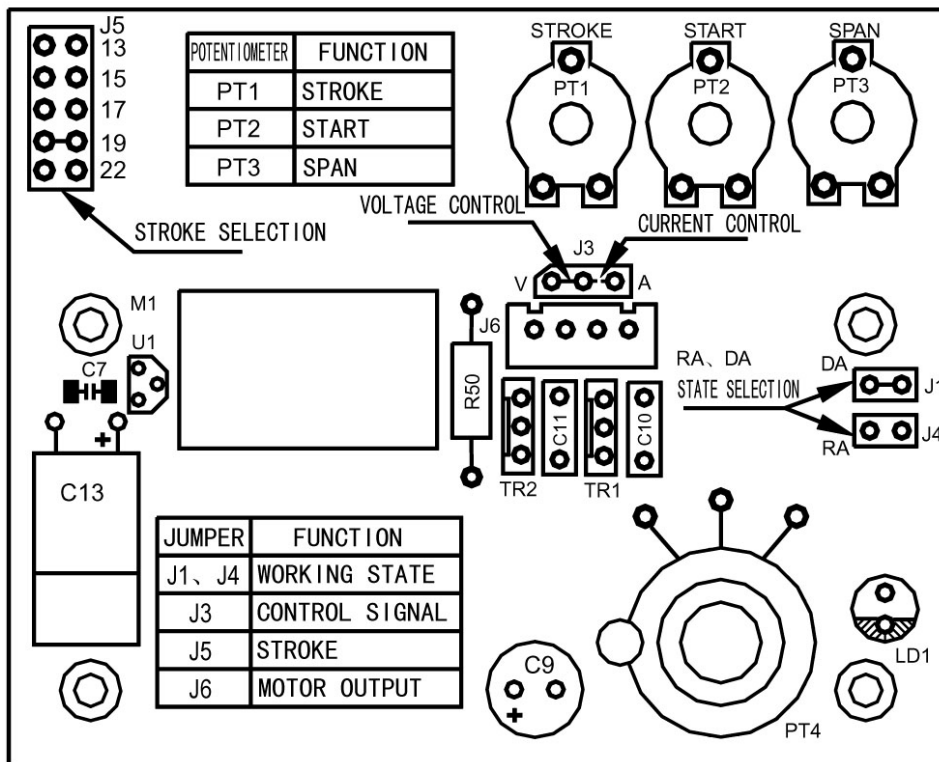 J5
13
15
17
19
22
STROKE SELECTION
POTENTIOMETER FUNCTION
PT1 STROKE
PT2 START
PT3 SPAN
STROKE START SPAN
PT1 PT2 PT3
VOLTAGE CONTROL
CURRENT CONTROL
J3
V A
J6
M1
U1
C7
+
C13
R50
C11
C10
TR2 TR1
RA、DA
STATE SELECTION
DA
J1
RA
J4
JUMPER FUNCTION
J1、J4 WORKING STATE
J3 CONTROL SIGNAL
J5 STROKE
J6 MOTOR OUTPUT
C9
+
PT4
LD1